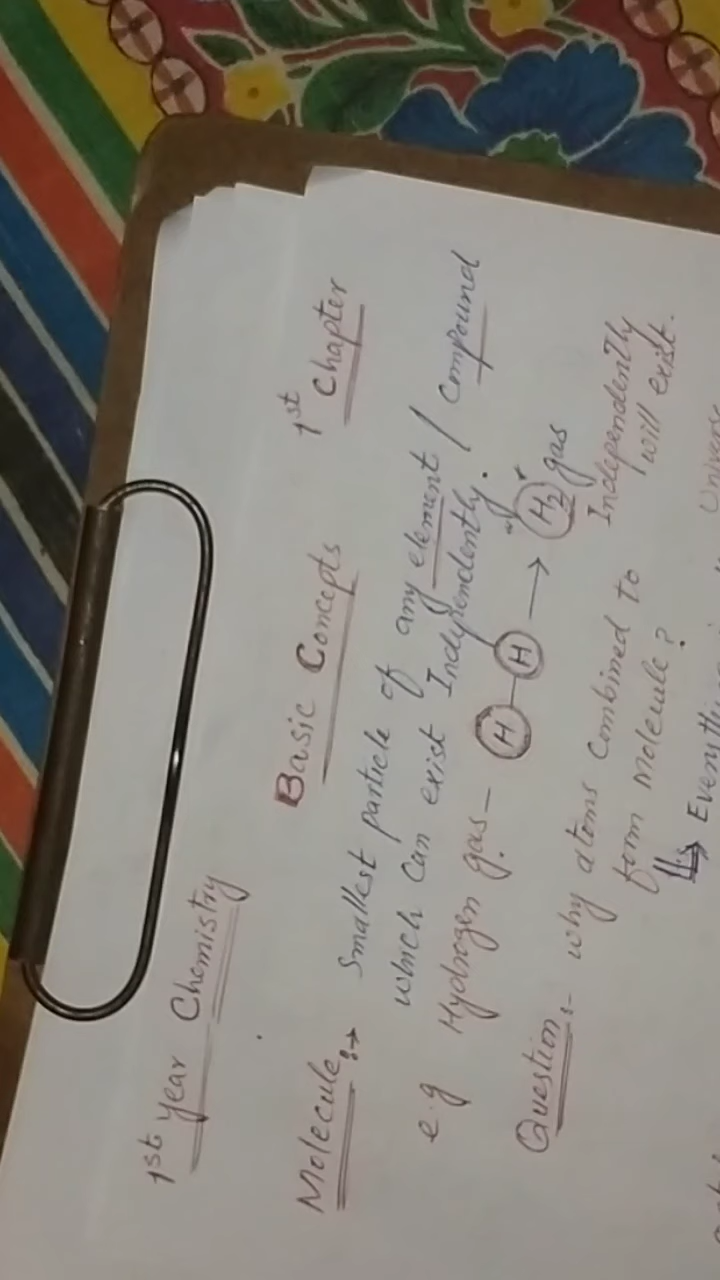 1st Year Chemistry
Basic Concepts 1st Chapter
Molecule:→ Smallest particle of any element / Compound
which can exist Independently.
e.g Hydrogen gas- H-H → "H2" gas
Independently
will exist.
Question:- why atoms combined to
form molecule?
↳ Everything